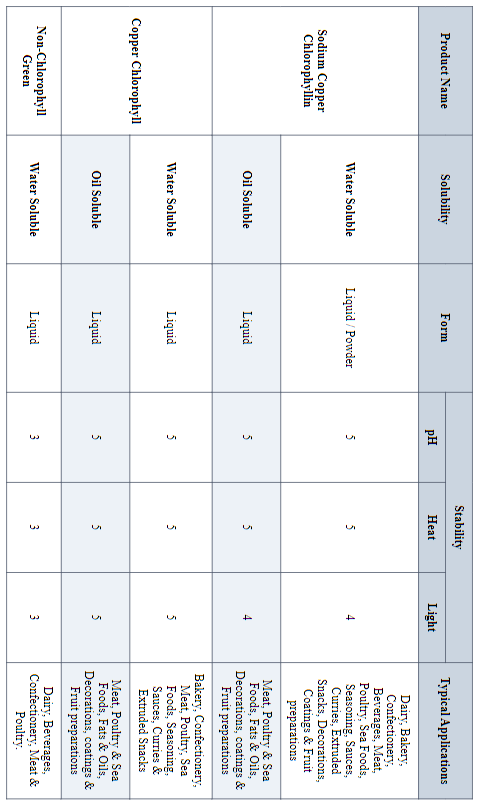 Product Name
Solubility
Form
Stability
Typical Applications
pH
Heat
Light
Sodium Copper
Chlorophyllin
Water Soluble
Liquid / Powder
5
5
4
Dairy, Bakery,
Confectionery,
Beverages, Meat,
Poultry, Sea foods,
Seasoning, Sauces,
Curries, Extruded
Snacks, Decorations,
Coatings & Fruit
preparations
Oil Soluble
Liquid
5
5
4
Meat, Poultry & Sea
Foods, Fats & Oils,
Decorations, coatings &
Fruit preparations
Copper Chlorophyll
Water Soluble
Liquid
5
5
5
Bakery, Confectionery,
Meat, Poultry, Sea
Foods, Seasoning,
Sauces, Curries &
Extruded Snacks
Oil Soluble
Liquid
5
5
5
Meat, Poultry & Sea
Foods, Fats & Oils,
Decorations, coatings &
Fruit preparations
Non-Chlorophyll
Green
Water Soluble
Liquid
3
3
3
Dairy, Beverages,
Confectionery, Meat &
Poultry.